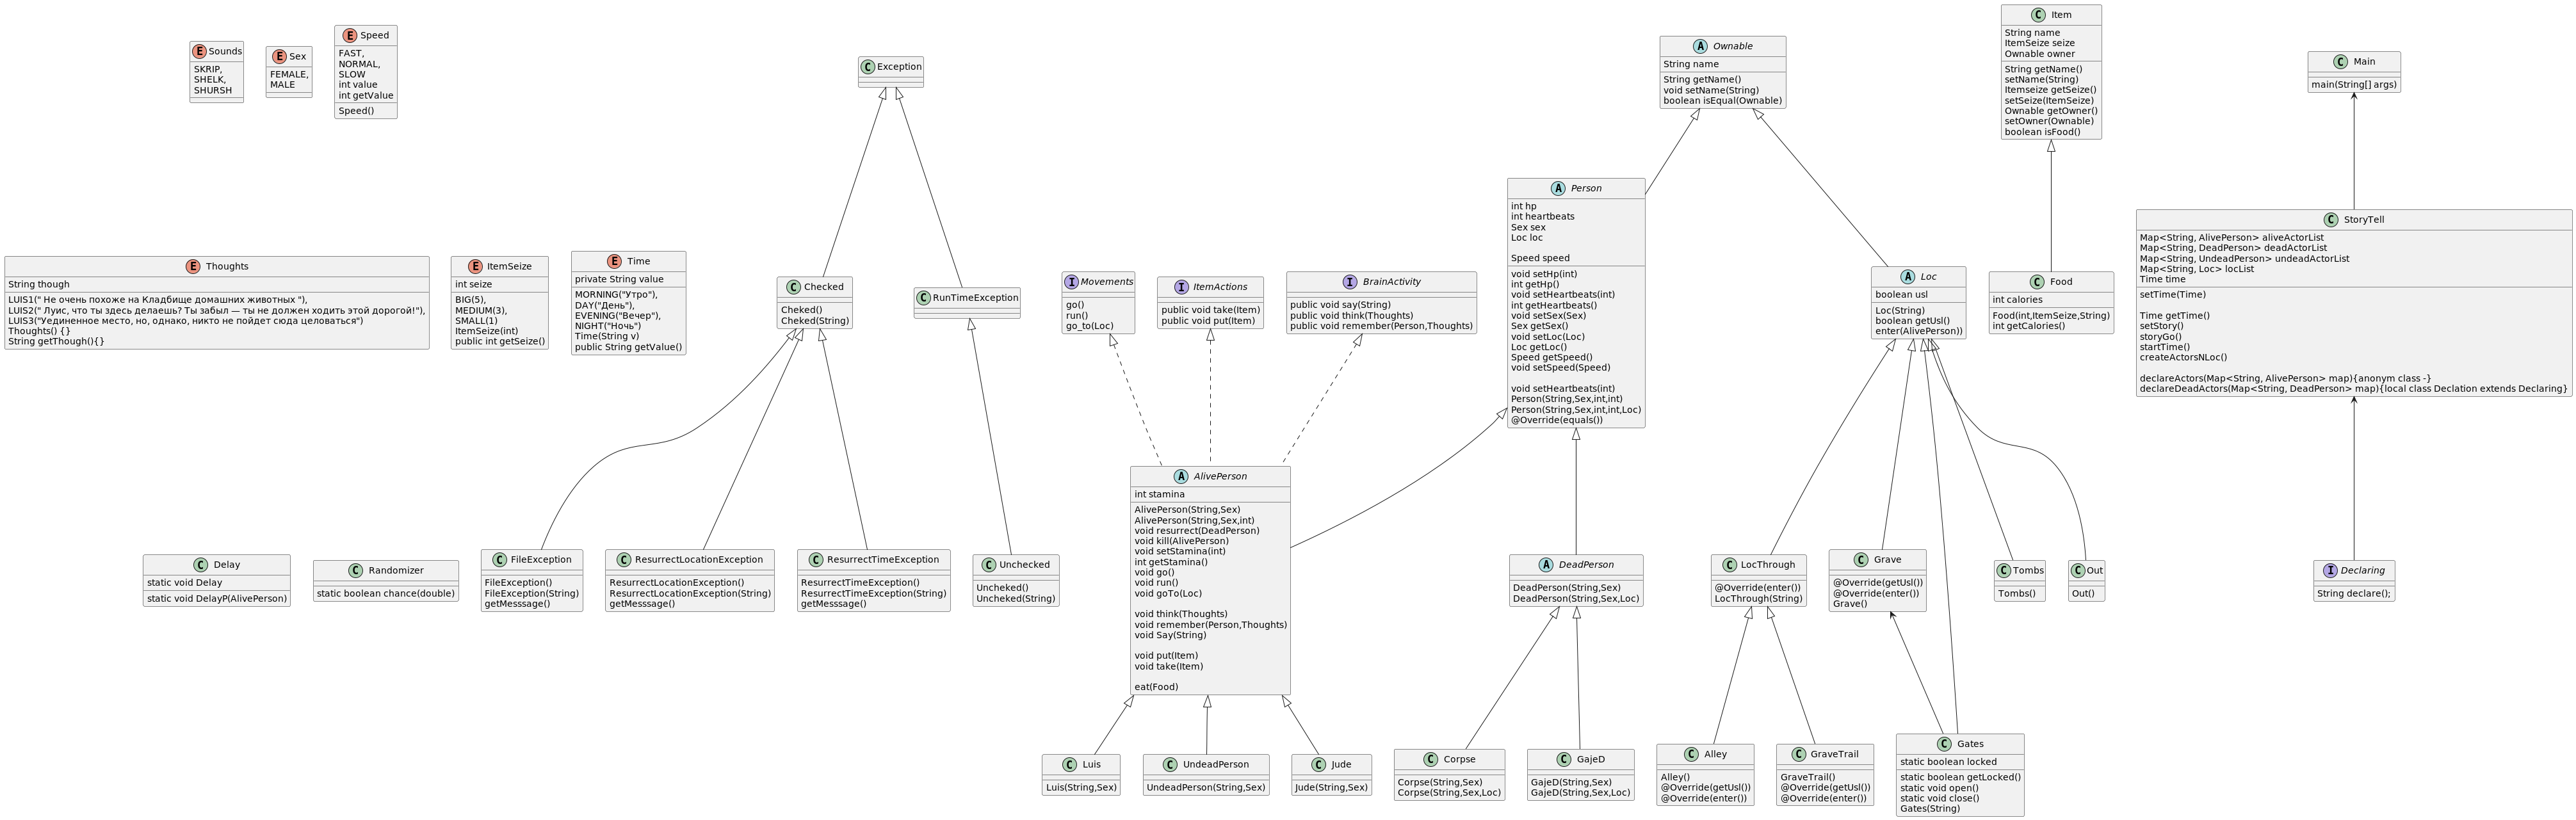 Sounds
SKRIP,
SHELK,
SHURSH
Sex
FEMALE,
MALE
Speed
FAST,
NORMAL,
SLOW
int value
int getValue
Speed()
Exception
Ownable
String name
String getName()
void setName(String)
boolean isEqual(Ownable)
Item
String name
ItemSeize seize
Ownable owner
String getName()
setName(String)
Itemseize getSeize()
setSeize(ItemSeize)
Ownable getOwner()
setOwner(Ownable)
boolean isFood()
Main
main(String[] args)
Thoughts
String though
LUIS1(" Не очень похоже на Кладбище домашних животных "),
LUIS2(" Луис, что ты здесь делаешь? Ты забыл — ты не должен ходить этой дорогой!"),
LUIS3("Уединенное место, но, однако, никто не пойдет сюда целоваться")
Thoughts() {}
String getThough(){}
ItemSeize
int seize
BIG(5),
MEDIUM(3),
SMALL(1)
ItemSeize(int)
public int getSeize()
Time
private String value
MORNING("Утро"),
DAY("День"),
EVENING("Вечер"),
NIGHT("Ночь")
Time(String v)
public String getValue()
Checked
Cheked()
Cheked(String)
RunTimeException
Movements
go()
run()
go_to(Loc)
ItemActions
public void take(Item)
public void put(Item)
BrainActivity
public void say(String)
public void think(Thoughts)
public void remember(Person,Thoughts)
Person
int hp
int heartbeats
Sex sex
Loc loc
Speed speed
void setHp(int)
int getHp()
void setHeartbeats(int)
int getHeartbeats()
void setSex(Sex)
Sex getSex()
void setLoc(Loc)
Loc getLoc()
Speed getSpeed()
void setSpeed(Speed)
void setHeartbeats(int)
Person(String,Sex,int,int)
Person(String,Sex,int,int,Loc)
@Override(equals())
Loc
boolean usl
Loc(String)
boolean getUsl()
enter(AlivePerson))
Food
int calories
Food(int,ItemSeize,String)
int getCalories()
StoryTell
Map<String, AlivePerson> aliveActorList
Map<String, DeadPerson> deadActorList
Map<String, UndeadPerson> undeadActorList
Map<String, Loc> locList
Time time
setTime(Time)
Time getTime()
setStory()
storyGo()
startTime()
createActorsNLoc()
declareActors(Map<String, AlivePerson> map){anonym class -}
declareDeadActors(Map<String, DeadPerson> map){local class Declation extends Declaring}
Delay
static void Delay
static void DelayP(AlivePerson)
Randomizer
static boolean chance(double)
FileException
FileException()
FileException(String)
getMesssage()
ResurrectLocationException
ResurrectLocationException()
ResurrectLocationException(String)
getMesssage()
ResurrectTimeException
ResurrectTimeException()
ResurrectTimeException(String)
getMesssage()
Unchecked
Uncheked()
Uncheked(String)
AlivePerson
int stamina
AlivePerson(String,Sex)
AlivePerson(String,Sex,int)
void resurrect(DeadPerson)
void kill(AlivePerson)
void setStamina(int)
int getStamina()
void go()
void run()
void goTo(Loc)
void think(Thoughts)
void remember(Person,Thoughts)
void Say(String)
void put(Item)
void take(Item)
eat(Food)
DeadPerson
DeadPerson(String,Sex)
DeadPerson(String,Sex,Loc)
LocThrough
@Override(enter())
LocThrough(String)
Grave
@Override(getUsl())
@Override(enter())
Grave()
Tombs
Tombs()
Out
Out()
Declaring
String declare();
Luis
Luis(String,Sex)
UndeadPerson
UndeadPerson(String,Sex)
Jude
Jude(String,Sex)
Corpse
Corpse(String,Sex)
Corpse(String,Sex,Loc)
GajeD
GajeD(String,Sex)
GajeD(String,Sex,Loc)
Alley
Alley()
@Override(getUsl())
@Override(enter())
GraveTrail
GraveTrail()
@Override(getUsl())
@Override(enter())
Gates
static boolean locked
static boolean getLocked()
static void open()
static void close()
Gates(String)